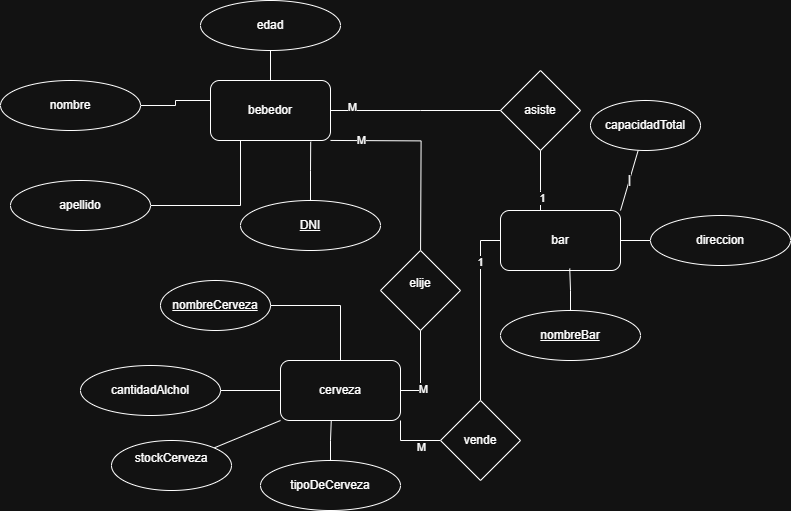 edad
nombre
bebedor
M
asiste
capacidadTotal
M
apellido
DNI
1
bar
direccion
1
elije
nombreCerveza
nombreBar
cantidadAlchol
cerveza
M
vende
M
stockCerveza
tipoDeCerveza